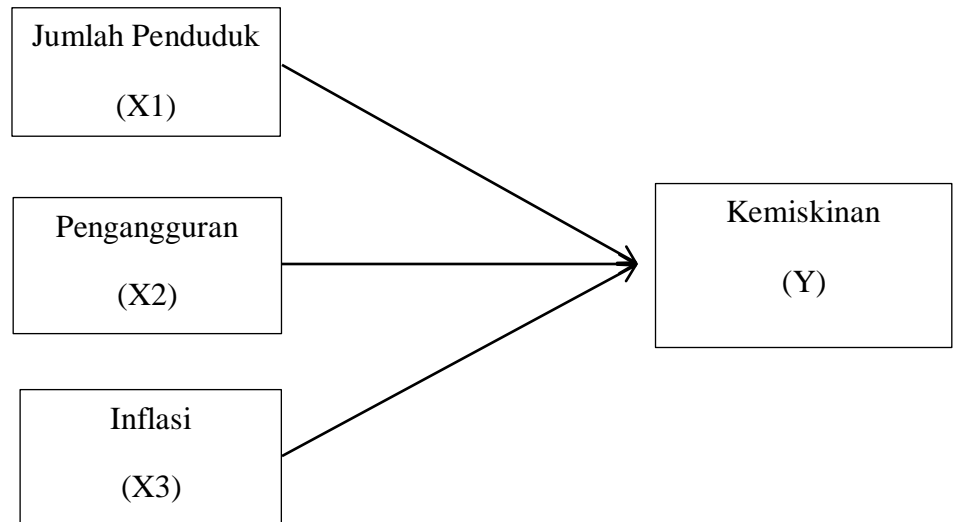 Jumlah Penduduk
(X1)
Pengangguran
(X2)
Inflasi
(X3)
Kemiskinan
(Y)